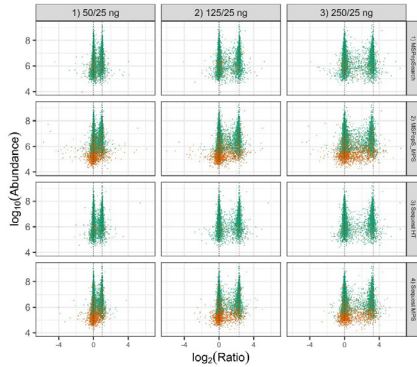 1) 50/25 ng 2) 125/25 ng 3) 250/25 ng
8
6
4
1) MSPepSearch
8
6
4
2) MSPepS_MPS
8
6
4
3) Sequest HT
8
6
4
4) Sequest MPS
log10(Abundance)
-4 0 4 -4 0 4 -4 0 4
log2(Ratio)